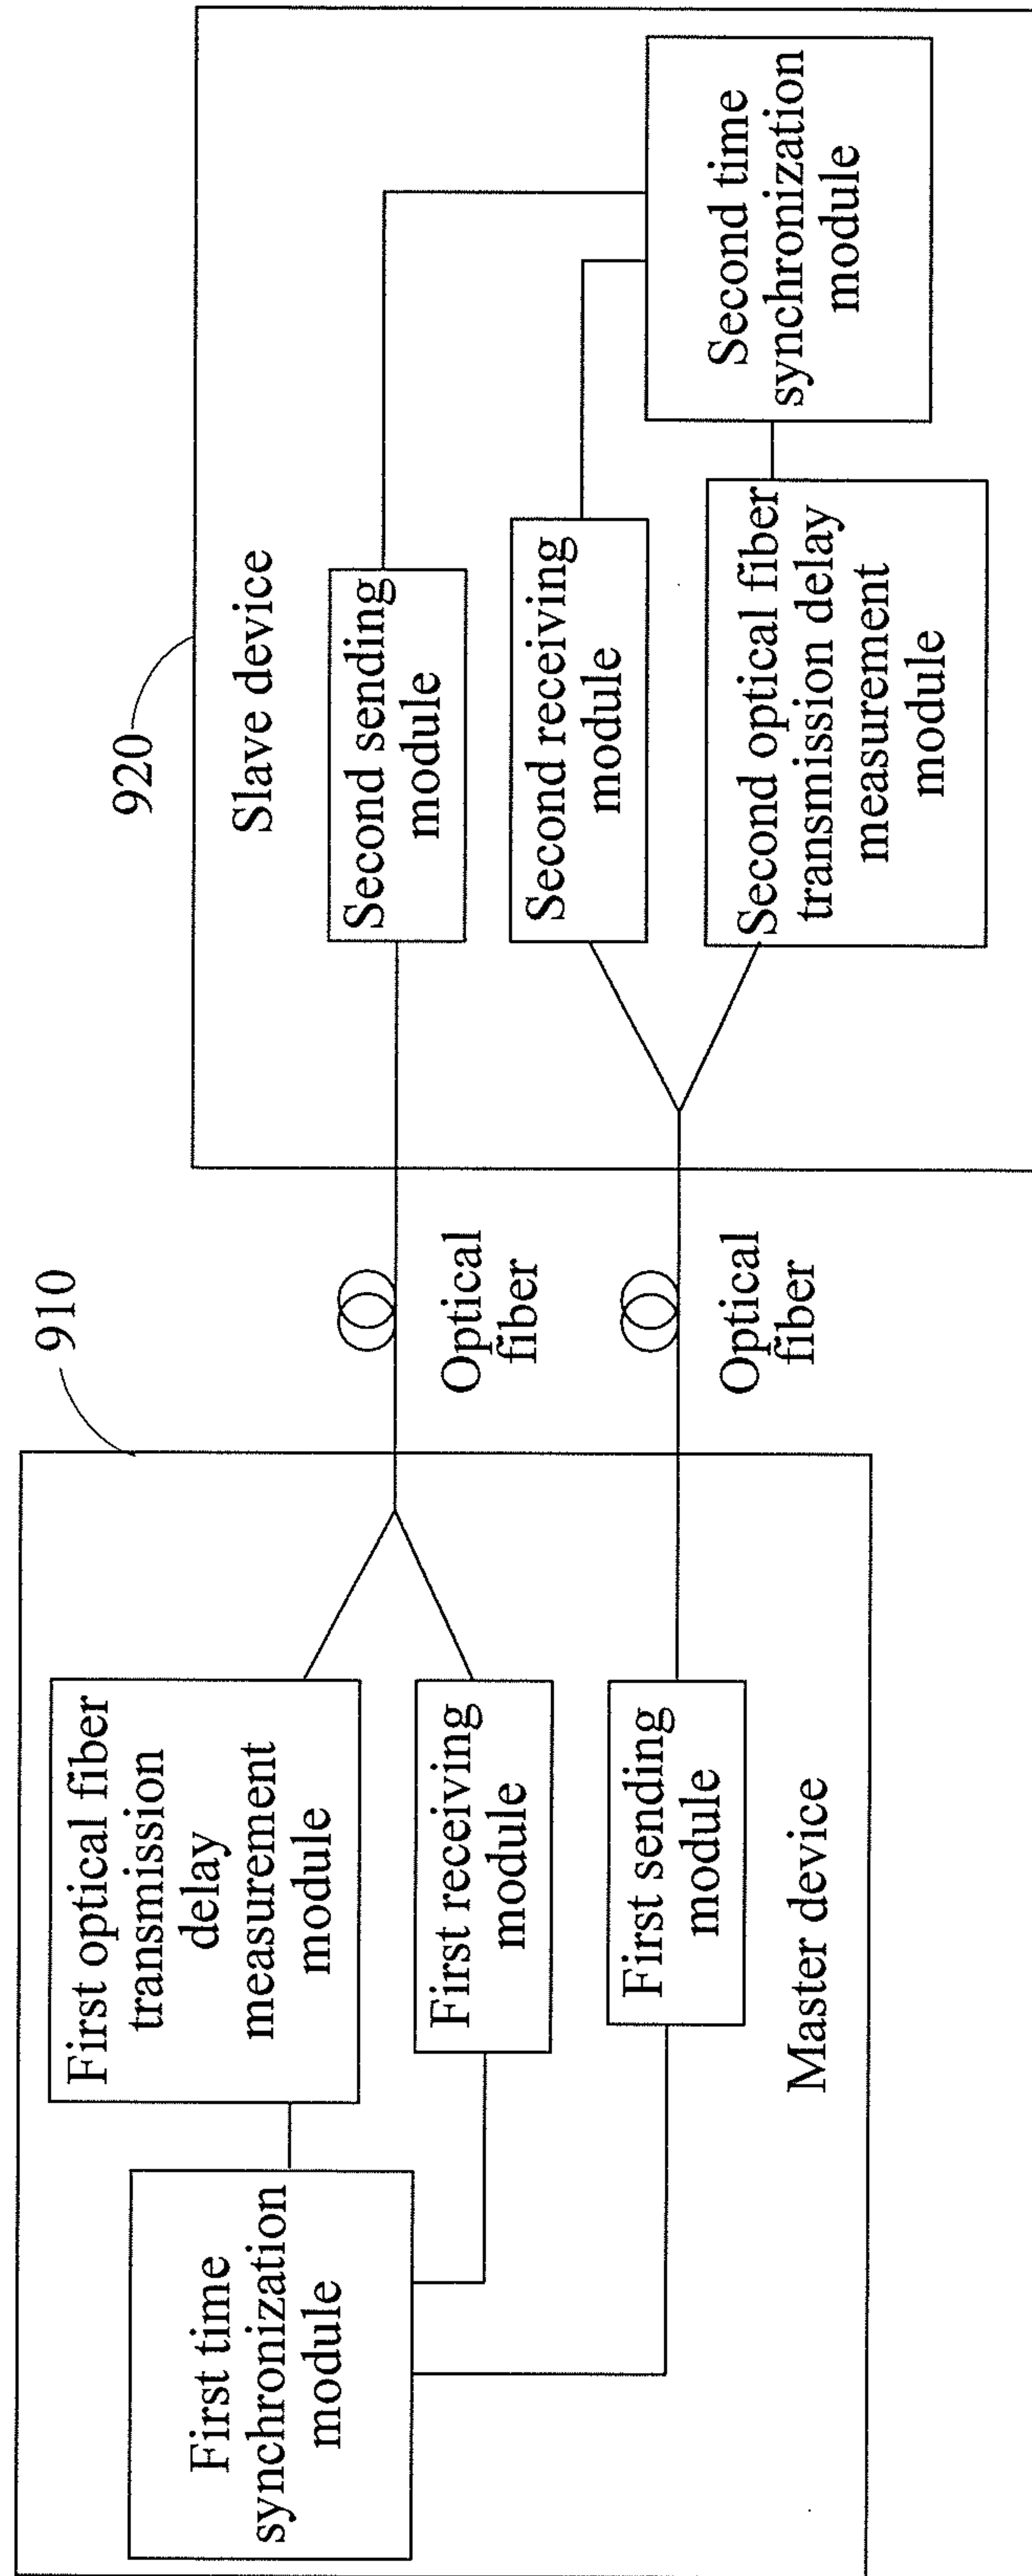 910
First time
synchronization
module
First optical fiber
transmission
delay
measurement
module
First receiving
module
First sending
module
Master device
Optical
fiber
Optical
fiber
920
Slave device
Second sending
module
Second receiving
module
Second optical fiber
transmission delay
measurement
module
Second time
synchronization
module